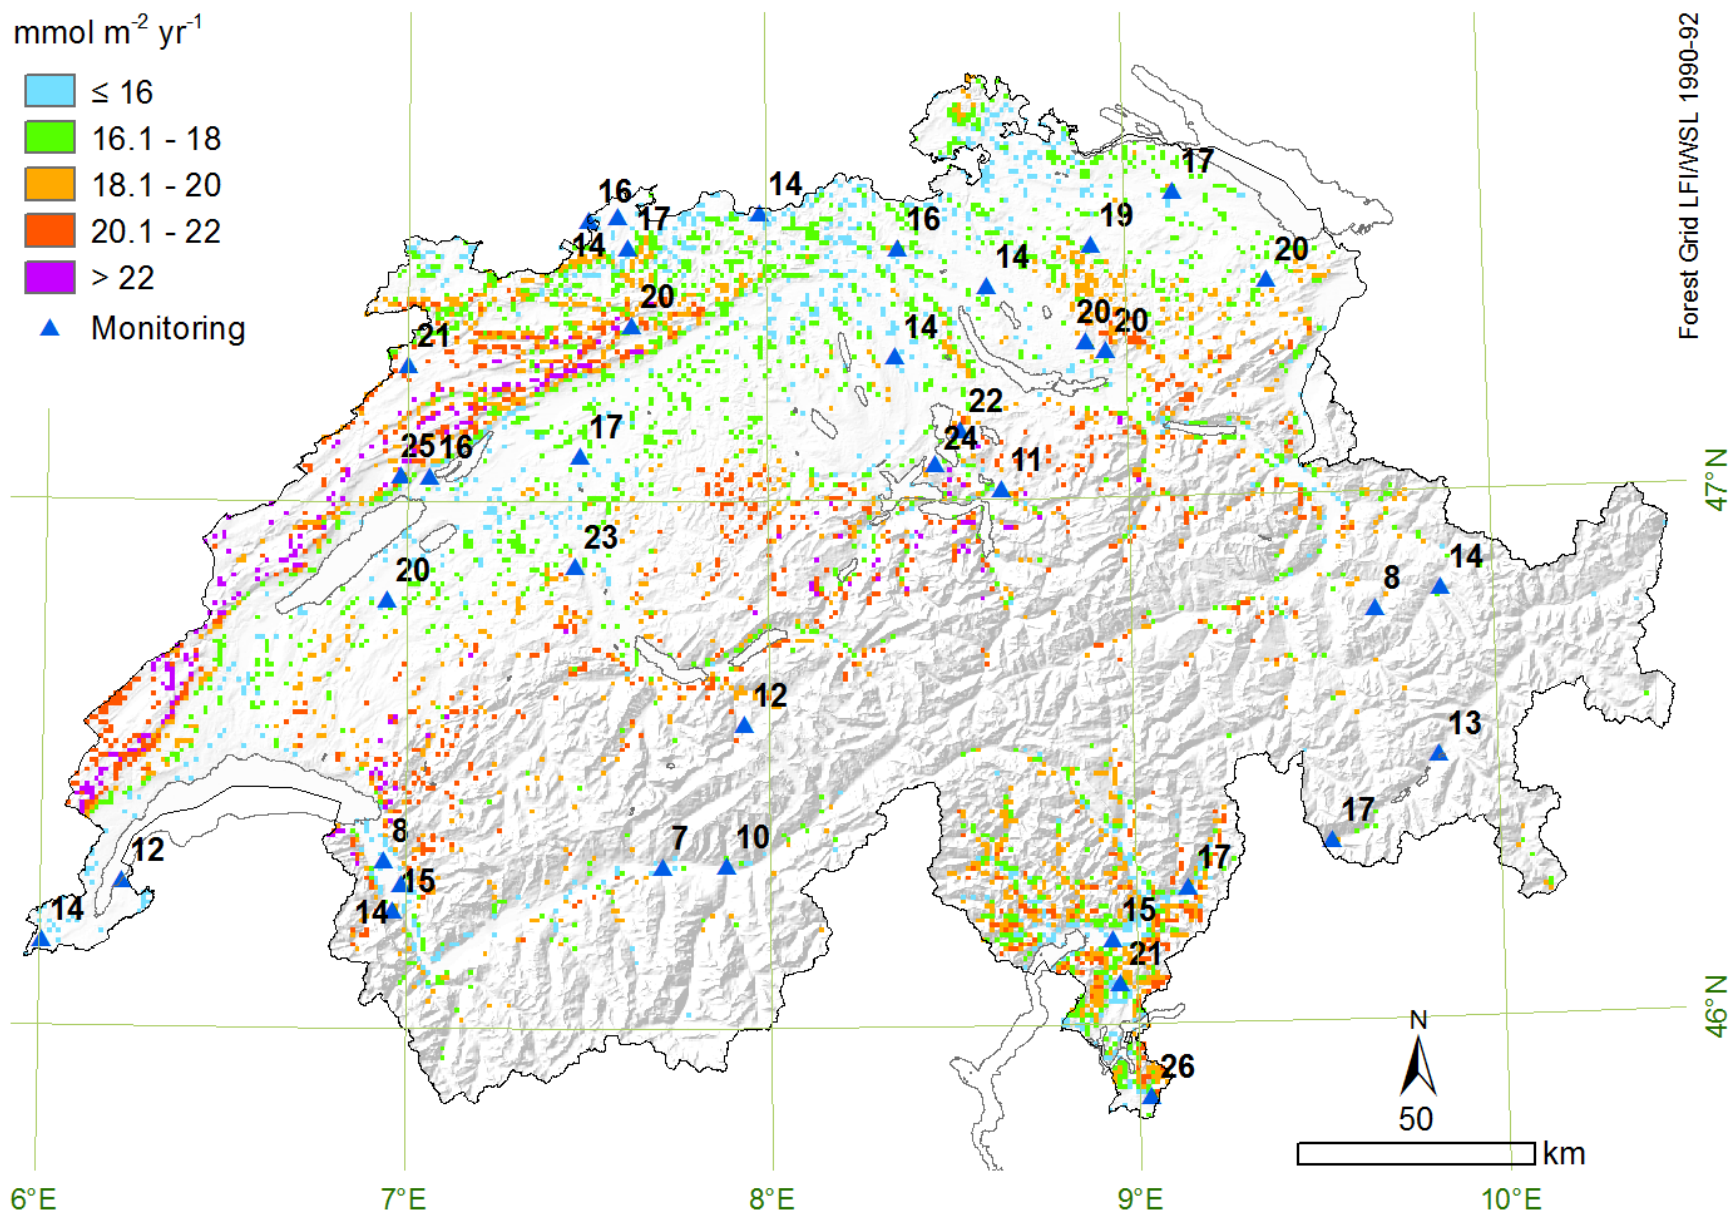 mmol m⁻² yr⁻¹
≤ 16
16.1 - 18
18.1 - 20
20.1 - 22
> 22
Monitoring
Forest Grid LFI/WSL 1990-92
17
16
14
17
14
16
19
14
20
20
21
20
20
14
22
17
24
25
16
11
23
14
20
8
12
13
17
8
7
10
12
15
17
14
14
15
21
26
47°N
46°N
N
50
km
6°E
7°E
8°E
9°E
10°E